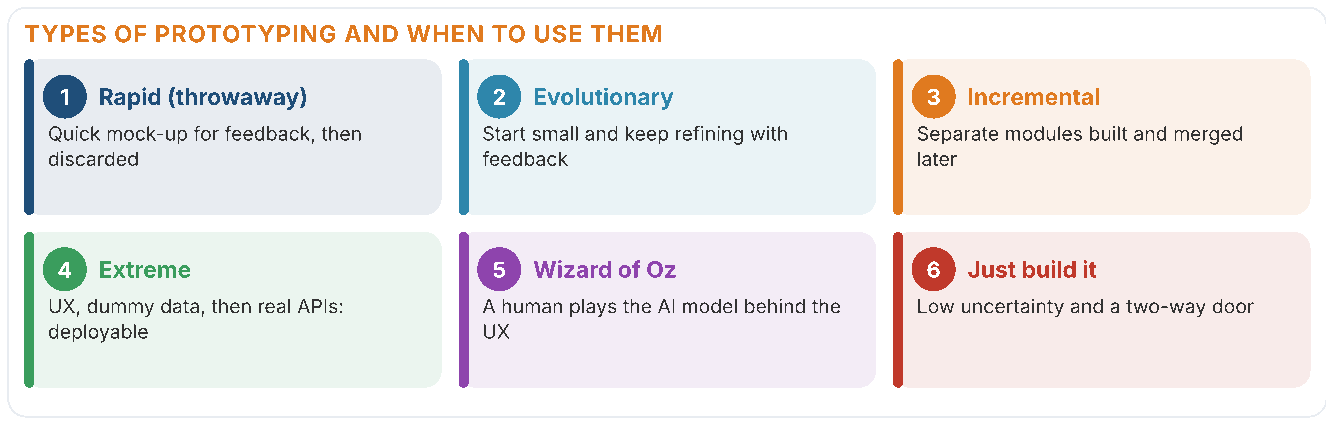 TYPES OF PROTOTYPING AND WHEN TO USE THEM
1 Rapid (throwaway)
Quick mock-up for feedback, then
discarded
2 Evolutionary
Start small and keep refining with
feedback
3 Incremental
Separate modules built and merged
later
4 Extreme
UX, dummy data, then real APIs:
deployable
5 Wizard of Oz
A human plays the AI model behind the
UX
6 Just build it
Low uncertainty and a two-way door